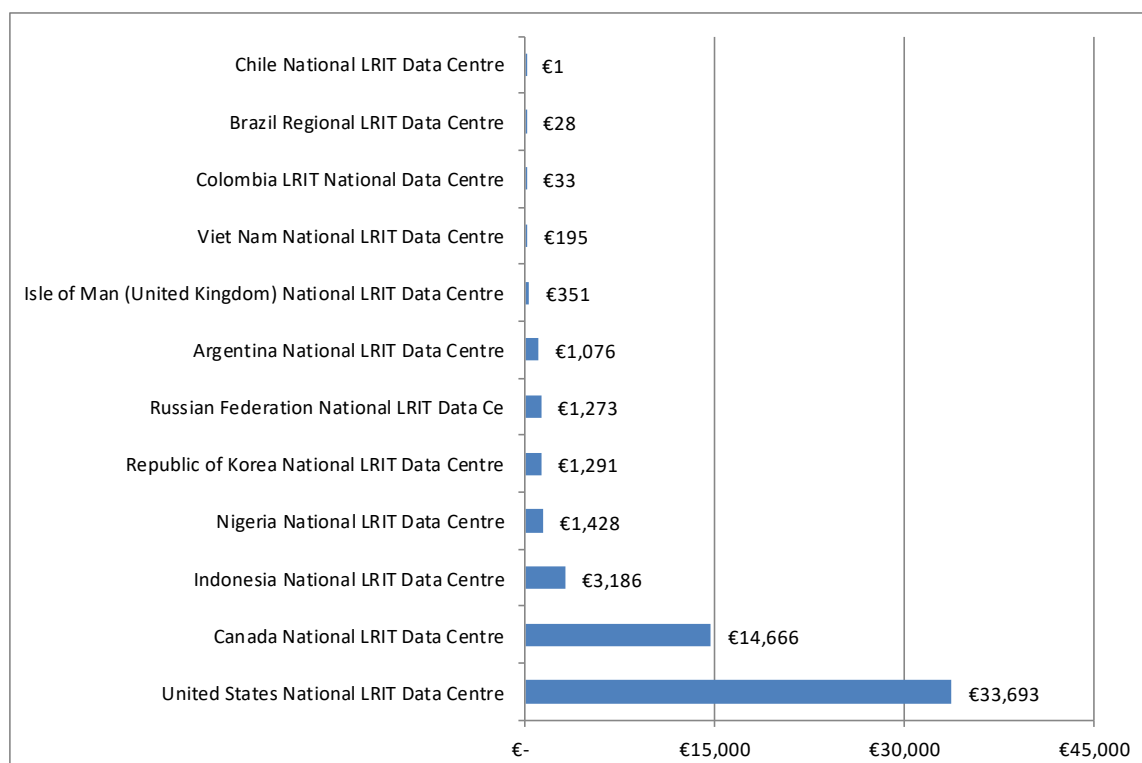 Chile National LRIT Data Centre €1
Brazil Regional LRIT Data Centre €28
Colombia LRIT National Data Centre €33
Viet Nam National LRIT Data Centre €195
Isle of Man (United Kingdom) National LRIT Data Centre €351
Argentina National LRIT Data Centre €1,076
Russian Federation National LRIT Data Ce €1,273
Republic of Korea National LRIT Data Centre €1,291
Nigeria National LRIT Data Centre €1,428
Indonesia National LRIT Data Centre €3,186
Canada National LRIT Data Centre €14,666
United States National LRIT Data Centre €33,693
€- €15,000 €30,000 €45,000